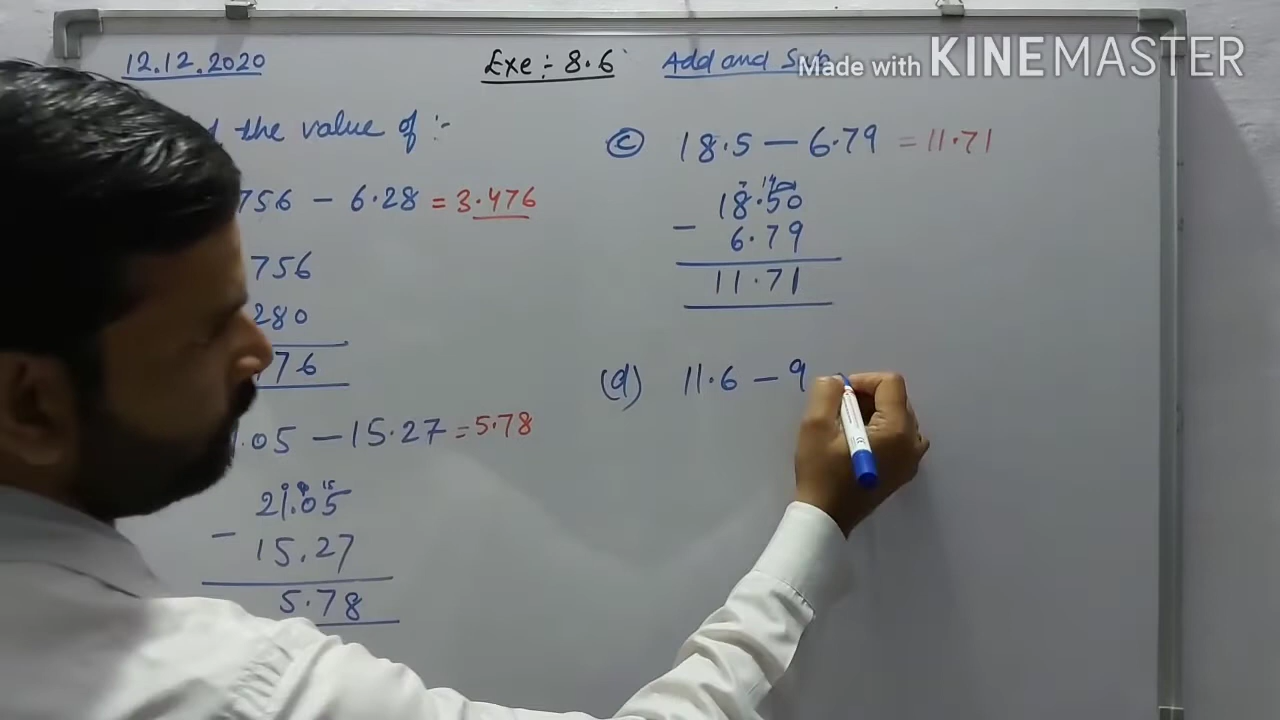 12.12.2020
Exe÷ 8.6
Add and Sub
Made with KINEMASTER
the value of :-
756 - 6.28 = 3.476
756
280
76
.05 - 15.27 = 5.78
21.05
- 15.27
5.78
(c) 18.5 - 6.79 = 11.71
7 14
18.50
- 6.79
11.71
(d) 11.6 - 9